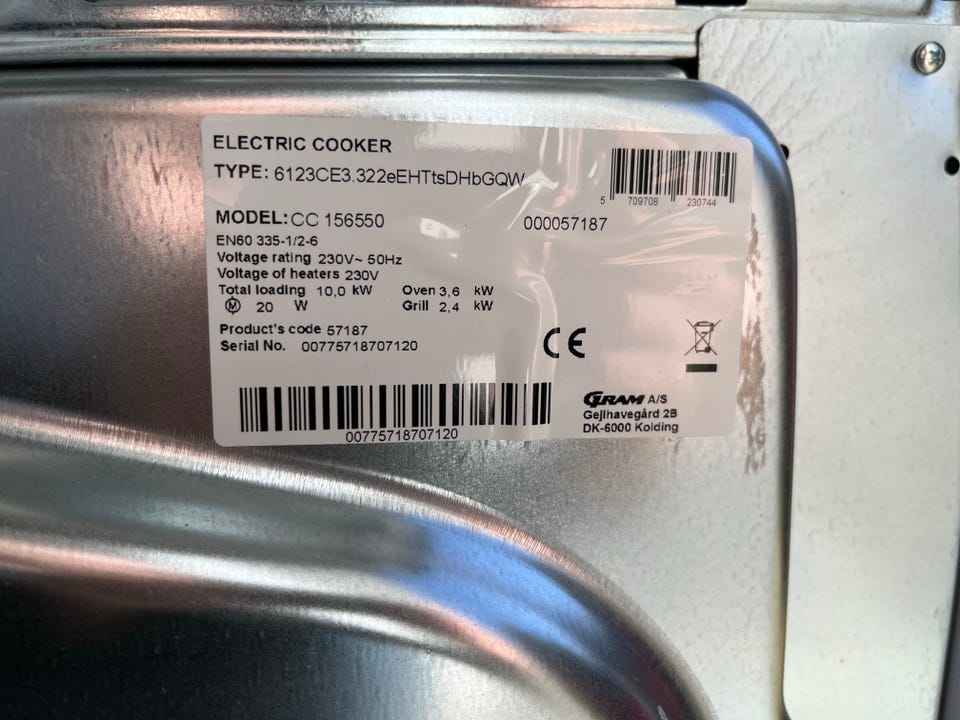 ELECTRIC COOKER
TYPE: 6123CE3.322eEHTtsDHbGQW
5 709708 230744
MODEL: CC 156550 000057187
EN60 335-1/2-6
Voltage rating 230V~ 50Hz
Voltage of heaters 230V
Total loading 10,0 kW Oven 3,6 kW
M 20 W Grill 2,4 kW
Product's code 57187
Serial No. 00775718707120
CE
00775718707120
GRAM A/S
Gejlhavegård 2B
DK-6000 Kolding